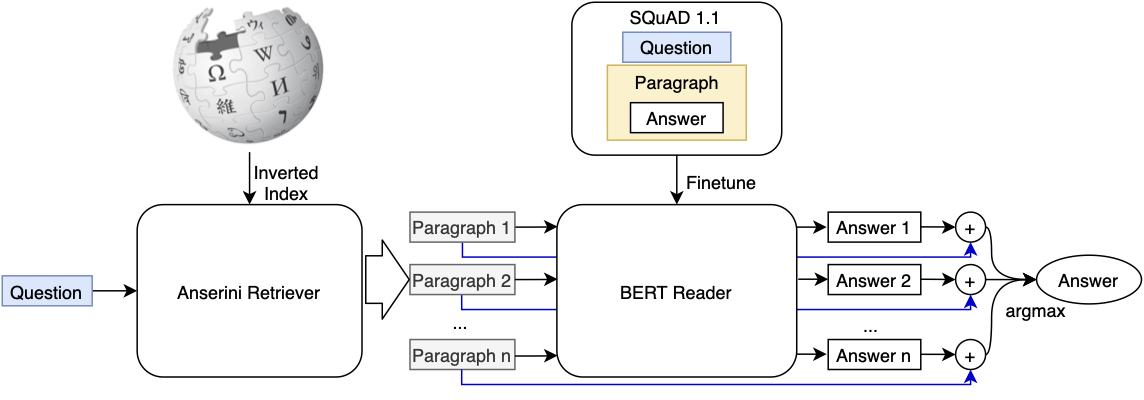 SQuAD 1.1
Question
Paragraph
Answer
Ω
W
И
維
Inverted
Index
Finetune
Question
Anserini Retriever
Paragraph 1
Paragraph 2
...
Paragraph n
BERT Reader
Answer 1
Answer 2
...
Answer n
+
+
+
argmax
Answer